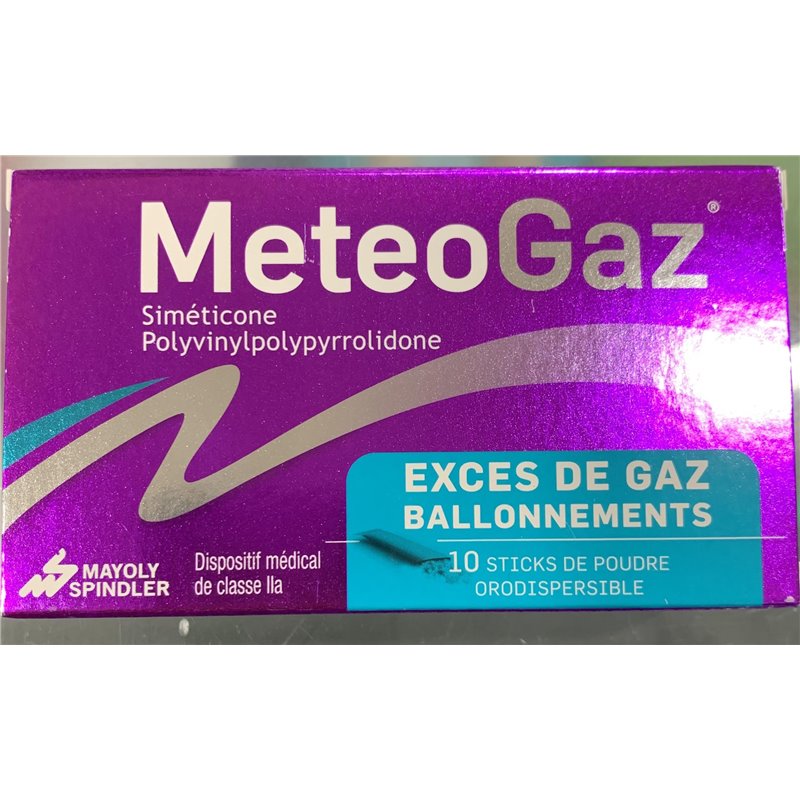 MeteoGaz®
Siméticone
Polyvinylpolypyrrolidone
EXCES DE GAZ
BALLONNEMENTS
10 STICKS DE POUDRE
ORODISPERSIBLE
MAYOLY
SPINDLER
Dispositif médical
de classe IIa